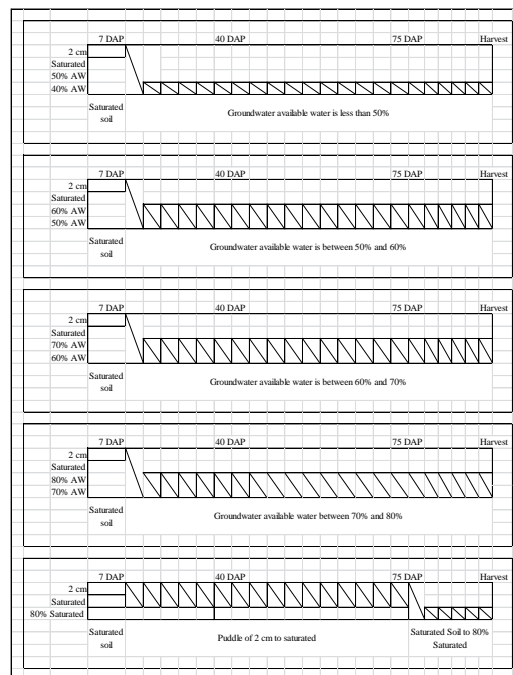 7 DAP 40 DAP 75 DAP Harvest
2 cm
Saturated
50% AW
40% AW
Saturated
soil
Groundwater available water is less than 50%
7 DAP 40 DAP 75 DAP Harvest
2 cm
Saturated
60% AW
50% AW
Saturated
soil
Groundwater available water is between 50% and 60%
7 DAP 40 DAP 75 DAP Harvest
2 cm
Saturated
70% AW
60% AW
Saturated
soil
Groundwater available water is between 60% and 70%
7 DAP 40 DAP 75 DAP Harvest
2 cm
Saturated
80% AW
70% AW
Saturated
soil
Groundwater available water between 70% and 80%
7 DAP 40 DAP 75 DAP Harvest
2 cm
Saturated
80% Saturated
Saturated
soil
Puddle of 2 cm to saturated
Saturated Soil to 80%
Saturated